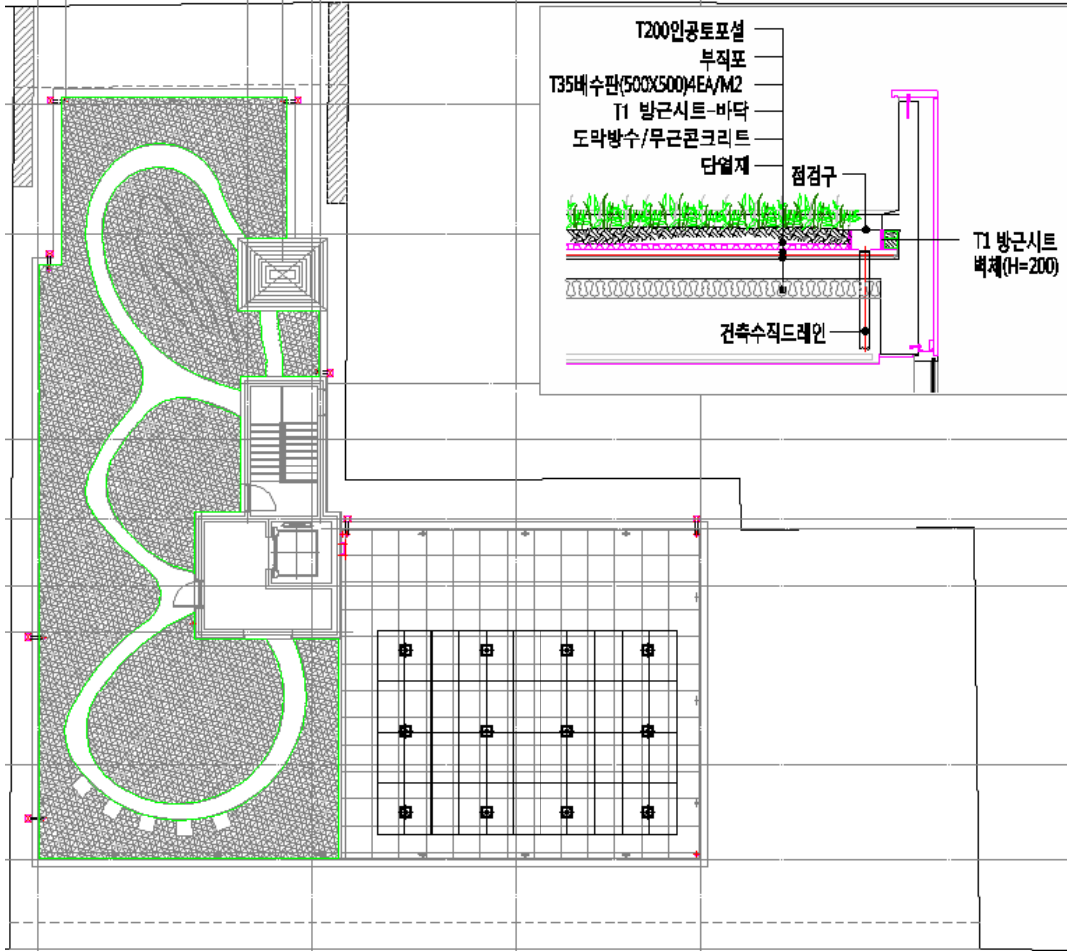 T200인공토포설
부직포
T35배수판(500X500)4EA/M2
T1 방근시트-바닥
도막방수/무근콘크리트
단열재
점검구
T1 방근시트
벽체(H=200)
건축수직드레인